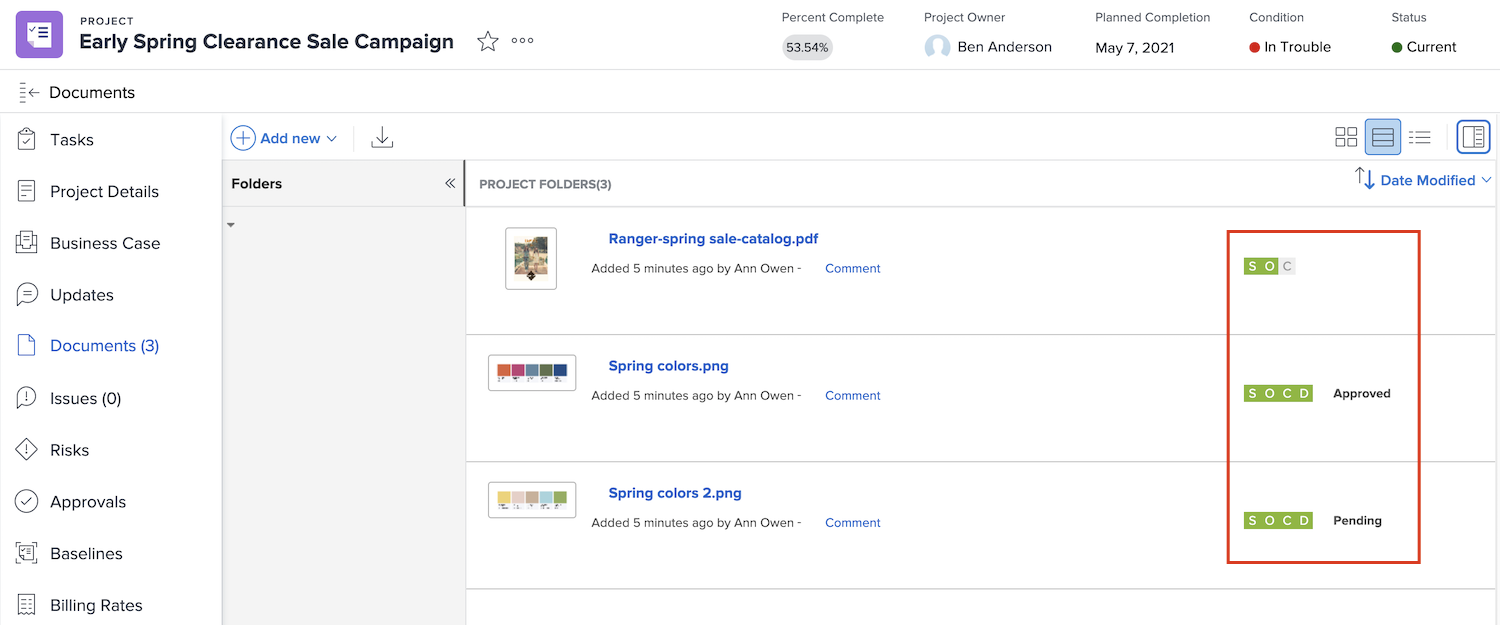 PROJECT
Early Spring Clearance Sale Campaign
Percent Complete
53.54%
Project Owner
Ben Anderson
Planned Completion
May 7, 2021
Condition
In Trouble
Status
Current
Documents
Tasks
Project Details
Business Case
Updates
Documents (3)
Issues (0)
Risks
Approvals
Baselines
Billing Rates
Add new
Folders
PROJECT FOLDERS(3)
Date Modified
Ranger-spring sale-catalog.pdf
Added 5 minutes ago by Ann Owen - Comment
S O C
Spring colors.png
Added 5 minutes ago by Ann Owen - Comment
S O C D Approved
Spring colors 2.png
Added 5 minutes ago by Ann Owen - Comment
S O C D Pending